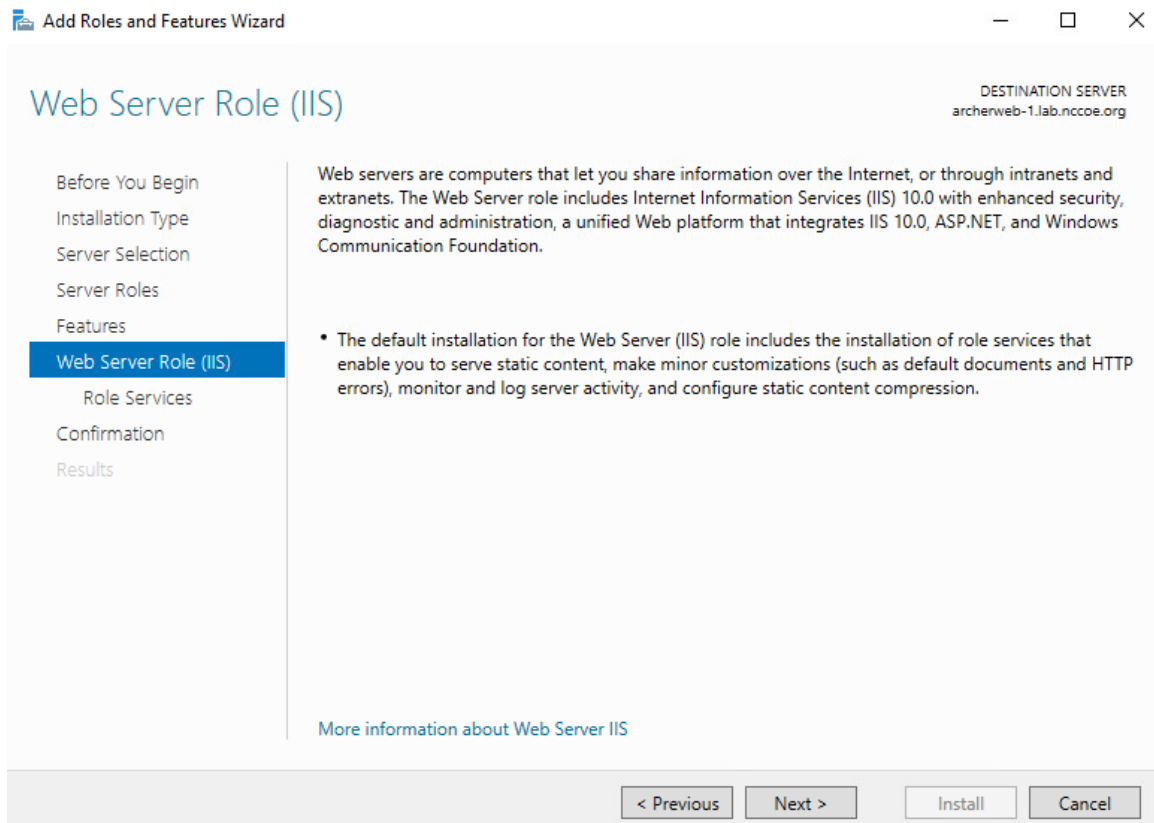 Add Roles and Features Wizard
Web Server Role (IIS)
DESTINATION SERVER
archerweb-1.lab.nccoe.org
Before You Begin
Installation Type
Server Selection
Server Roles
Features
Web Server Role (IIS)
Role Services
Confirmation
Results
Web servers are computers that let you share information over the Internet, or through intranets and
extranets. The Web Server role includes Internet Information Services (IIS) 10.0 with enhanced security,
diagnostic and administration, a unified Web platform that integrates IIS 10.0, ASP.NET, and Windows
Communication Foundation.
• The default installation for the Web Server (IIS) role includes the installation of role services that
enable you to serve static content, make minor customizations (such as default documents and HTTP
errors), monitor and log server activity, and configure static content compression.
More information about Web Server IIS
< Previous
Next >
Install
Cancel